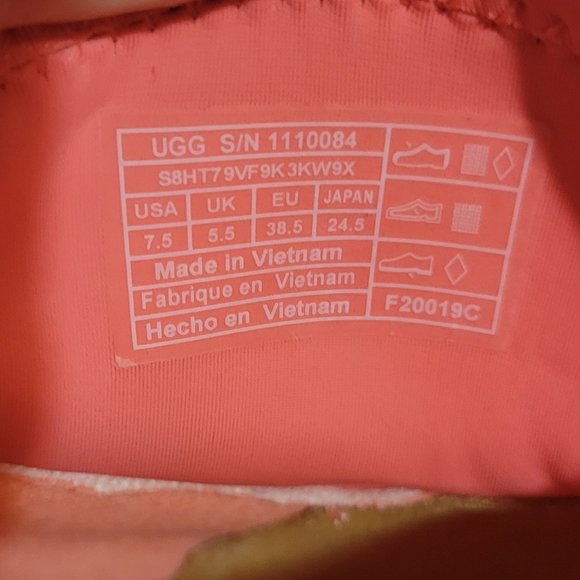 UGG S/N 1110084
S8HT79VF9K3KW9X
USA UK EU JAPAN
7.5 5.5 38.5 24.5
Made in Vietnam
Fabrique en Vietnam
Hecho en Vietnam
F20019C